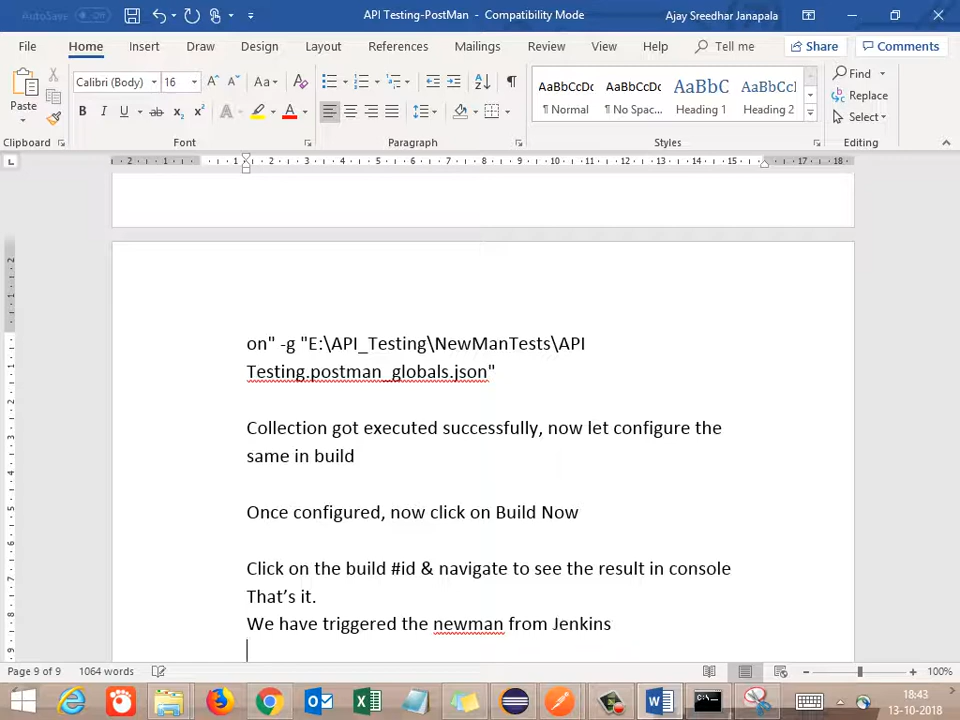 AutoSave Off
API Testing-PostMan - Compatibility Mode
Ajay Sreedhar Janapala
File Home Insert Draw Design Layout References Mailings Review View Help Tell me Share Comments
Paste
Calibri (Body) 16
Find
Replace
Select
AaBbCcDc AaBbCcDc AaBbC AaBbCcI
¶ Normal ¶ No Spac... Heading 1 Heading 2
Clipboard Font Paragraph Styles Editing
on" -g "E:\API_Testing\NewManTests\API
Testing.postman_globals.json"
Collection got executed successfully, now let configure the
same in build
Once configured, now click on Build Now
Click on the build #id & navigate to see the result in console
That's it.
We have triggered the newman from Jenkins
Page 9 of 9 1064 words 100%
18:43
13-10-2018